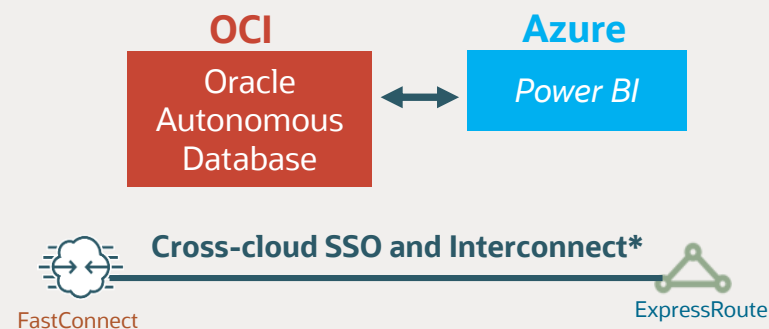 OCI
Azure
Oracle
Autonomous
Database
Power BI
Cross-cloud SSO and Interconnect*
FastConnect
ExpressRoute